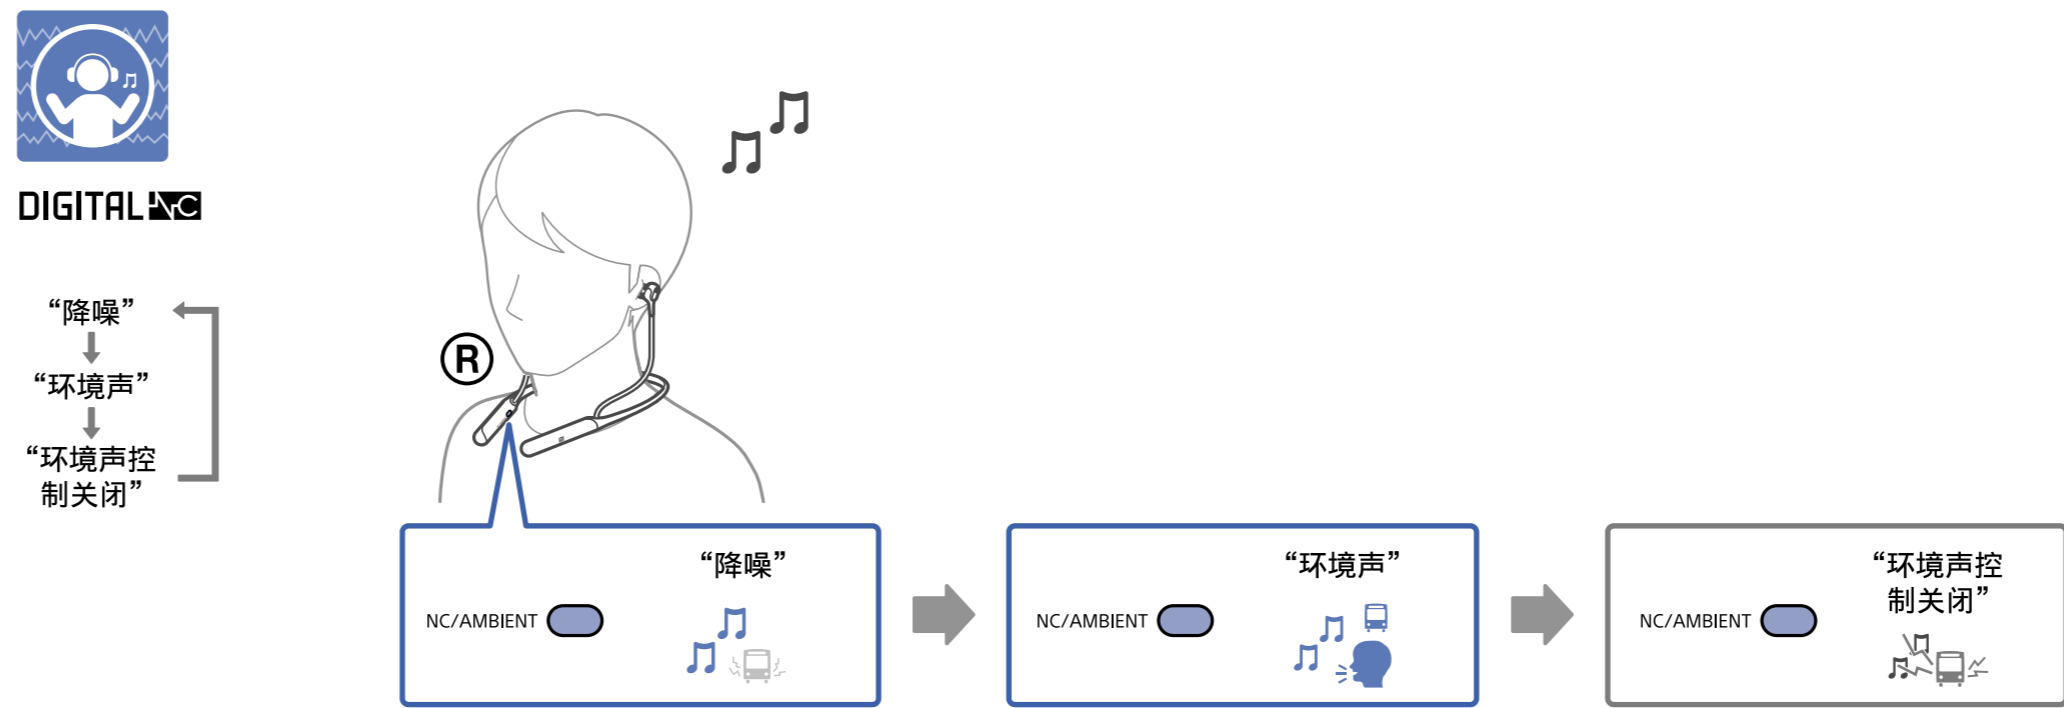 DIGITAL NC
“降噪”
“环境声”
“环境声控
制关闭”
R
NC/AMBIENT
“降噪”
NC/AMBIENT
“环境声”
NC/AMBIENT
“环境声控
制关闭”